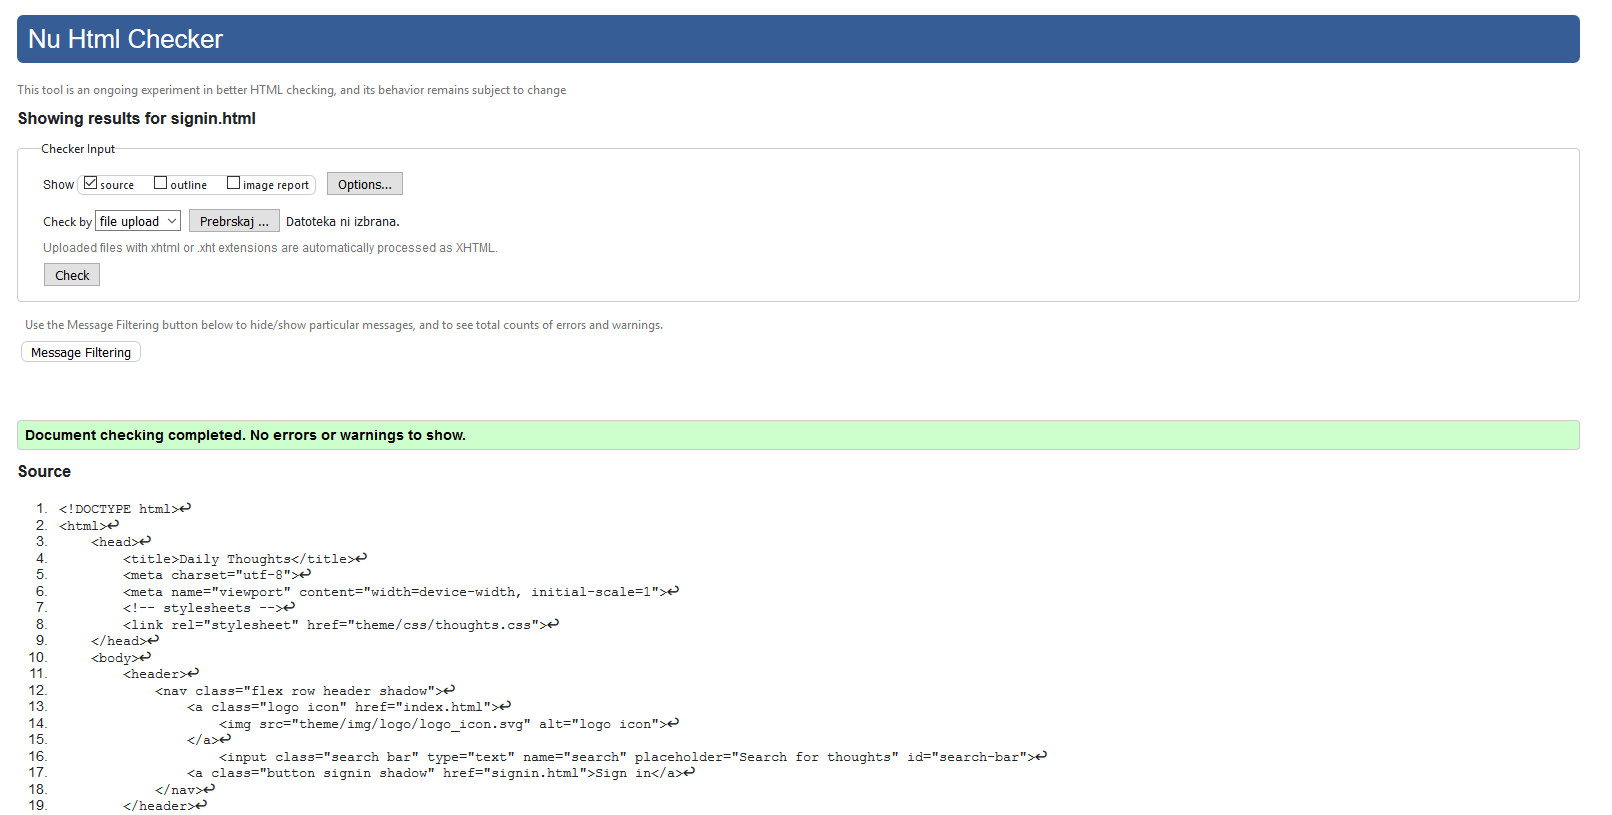 Nu Html Checker
This tool is an ongoing experiment in better HTML checking, and its behavior remains subject to change
Showing results for signin.html
Checker Input
Show source outline image report Options...
Check by file upload Prebrskaj ... Datoteka ni izbrana.
Uploaded files with xhtml or .xht extensions are automatically processed as XHTML.
Check
Use the Message Filtering button below to hide/show particular messages, and to see total counts of errors and warnings.
Message Filtering
Document checking completed. No errors or warnings to show.
Source
1. <!DOCTYPE html>↩
2. <html>↩
3. <head>↩
4. <title>Daily Thoughts</title>↩
5. <meta charset="utf-8">↩
6. <meta name="viewport" content="width=device-width, initial-scale=1">↩
7. <!-- stylesheets -->↩
8. <link rel="stylesheet" href="theme/css/thoughts.css">↩
9. </head>↩
10. <body>↩
11. <header>↩
12. <nav class="flex row header shadow">↩
13. <a class="logo icon" href="index.html">↩
14. <img src="theme/img/logo/logo_icon.svg" alt="logo icon">↩
15. </a>↩
16. <input class="search bar" type="text" name="search" placeholder="Search for thoughts" id="search-bar">↩
17. <a class="button signin shadow" href="signin.html">Sign in</a>↩
18. </nav>↩
19. </header>↩